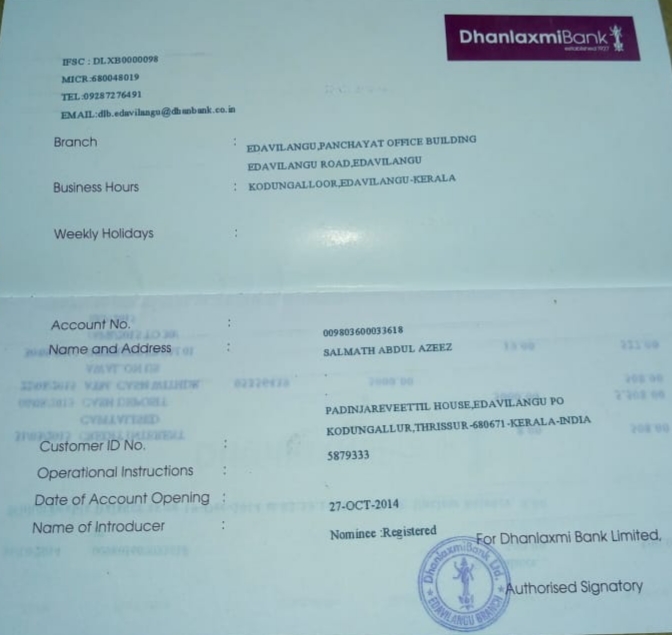 DhanlaxmiBank
ESTABLISHED 1927
IFSC : DLXB0000098
MICR:680048019
TEL:09287276491
EMAIL:dlb.edavilangu@dhanbank.co.in
Branch : EDAVILANGU,PANCHAYAT OFFICE BUILDING
EDAVILANGU ROAD,EDAVILANGU
Business Hours : KODUNGALLOOR,EDAVILANGU-KERALA
Weekly Holidays :
Account No. : 009803600033618
Name and Address : SALMATH ABDUL AZEEZ
.
PADINJAREVEETTIL HOUSE,EDAVILANGU PO
KODUNGALLUR,THRISSUR-680671-KERALA-INDIA
Customer ID No. : 5879333
Operational Instructions :
Date of Account Opening : 27-OCT-2014
Name of Introducer : Nominee :Registered
For Dhanlaxmi Bank Limited,
DhanlaxmiBank Ltd.
EDAVILANGU BRANCH
Authorised Signatory